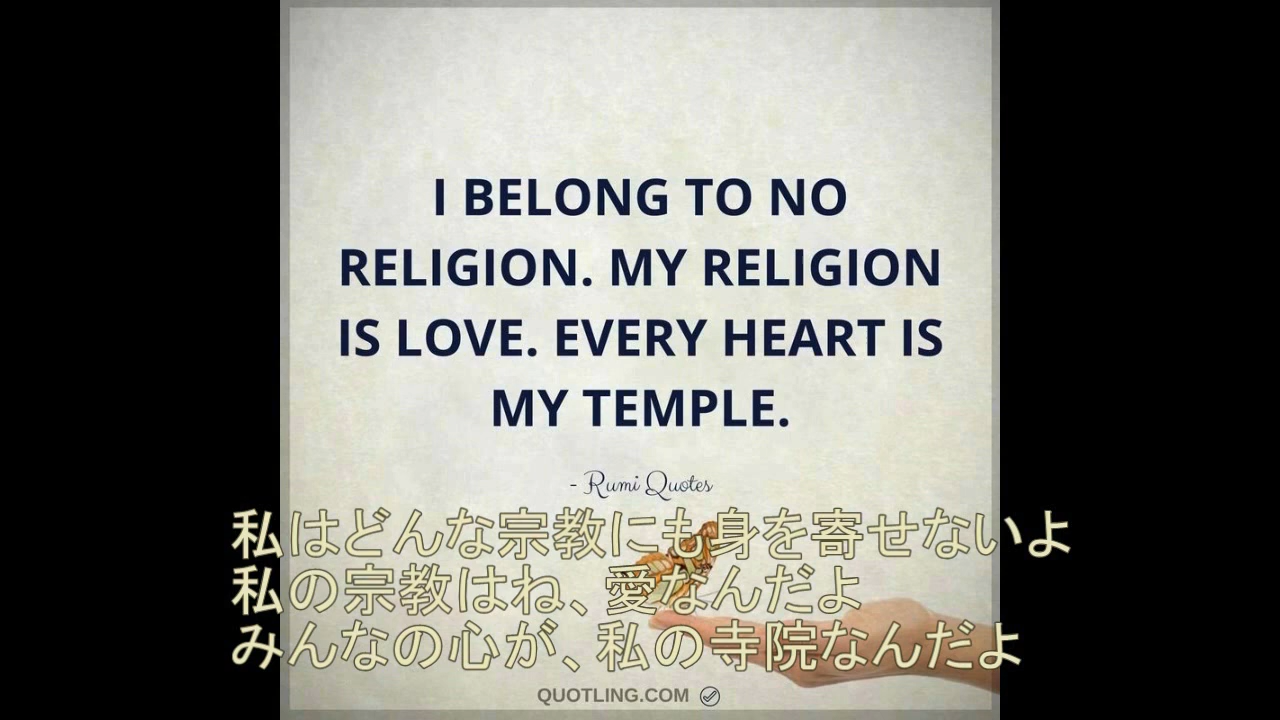 I BELONG TO NO
RELIGION. MY RELIGION
IS LOVE. EVERY HEART IS
MY TEMPLE.
- Rumi Quotes
私はどんな宗教にも身を寄せないよ
私の宗教はね、愛なんだよ
みんなの心が、私の寺院なんだよ
QUOTLING.COM